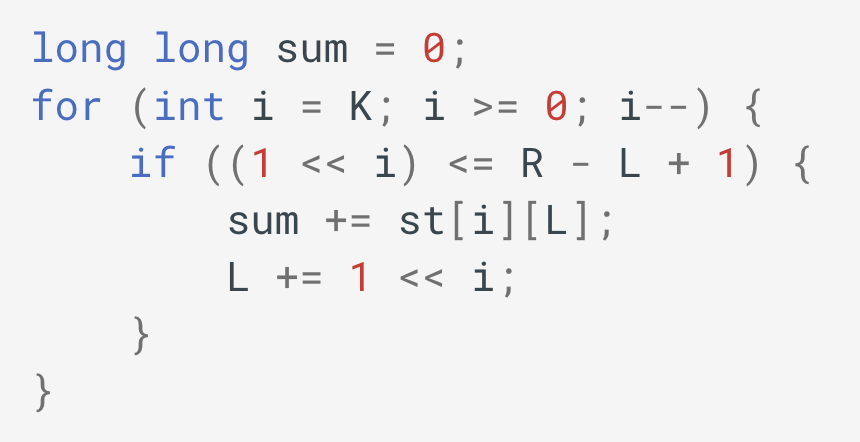 long long sum = 0;
for (int i = K; i >= 0; i--) {
    if ((1 << i) <= R - L + 1) {
        sum += st[i][L];
        L += 1 << i;
    }
}